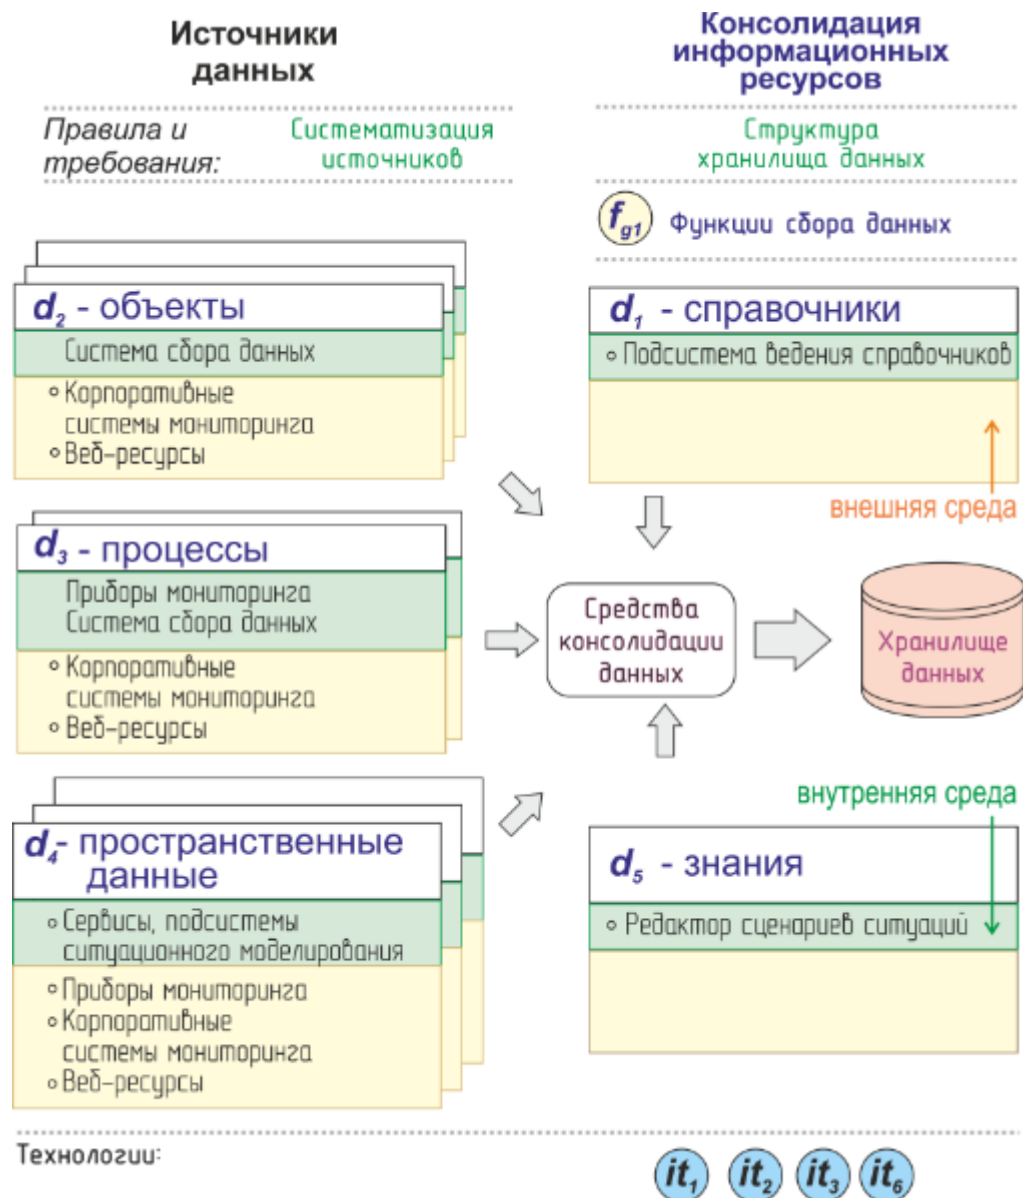 Источники
данных
Правила и
требования:
Систематизация
источников
d2 - объекты
Система сбора данных
Корпоративные
системы мониторинга
Веб-ресурсы
d3 - процессы
Приборы мониторинга
Система сбора данных
Корпоративные
системы мониторинга
Веб-ресурсы
d4- пространственные
данные
Сервисы, подсистемы
ситуационного моделирования
Приборы мониторинга
Корпоративные
системы мониторинга
Веб-ресурсы
Консолидация
информационных
ресурсов
Структура
хранилища данных
fg1 Функции сбора данных
d1 - справочники
Подсистема ведения справочников
внешняя среда
Средства
консолидации
данных
Хранилище
данных
внутренняя среда
d5 - знания
Редактор сценариев ситуаций
Технологии:
it1 it2 it3 it6